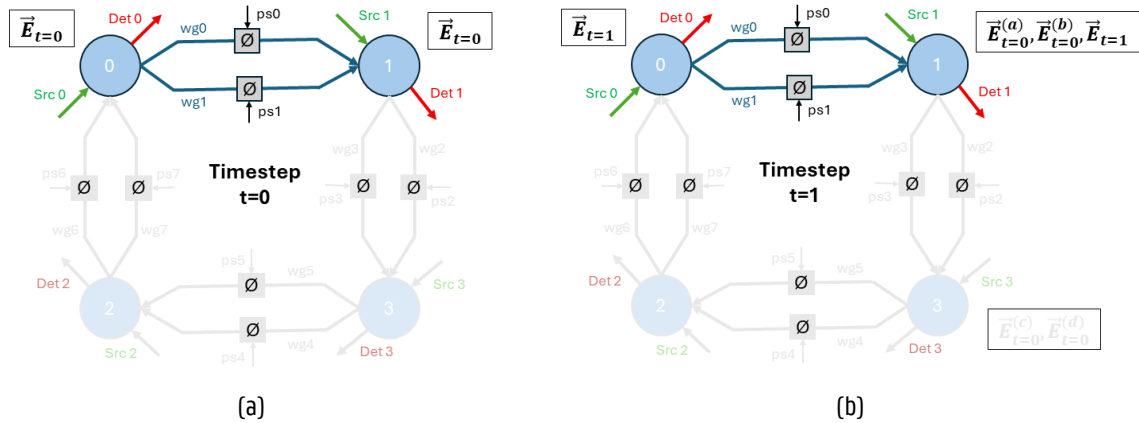 Det 0
ps0
Src 1
E⃗t=0
wg0
Ø
E⃗t=0
0
1
Src 0
wg1
Ø
ps1
Det 1
wg3
wg2
ps6
Ø
Ø
ps7
Timestep
t=0
Ø
Ø
ps3
ps2
wg6
wg7
ps5
wg5
Det 2
Ø
Src 3
2
3
Ø
Src 2
ps4
wg4
Det 3
(a)
Det 0
ps0
Src 1
E⃗t=1
wg0
Ø
E⃗t=0(a), E⃗t=0(b), E⃗t=1
0
1
Src 0
wg1
Ø
ps1
Det 1
wg3
wg2
ps6
Ø
Ø
ps7
Timestep
t=1
Ø
Ø
ps3
ps2
wg6
wg7
ps5
wg5
Det 2
Ø
Src 3
2
3
E⃗t=0(c), E⃗t=0(d)
Ø
Src 2
ps4
wg4
Det 3
(b)